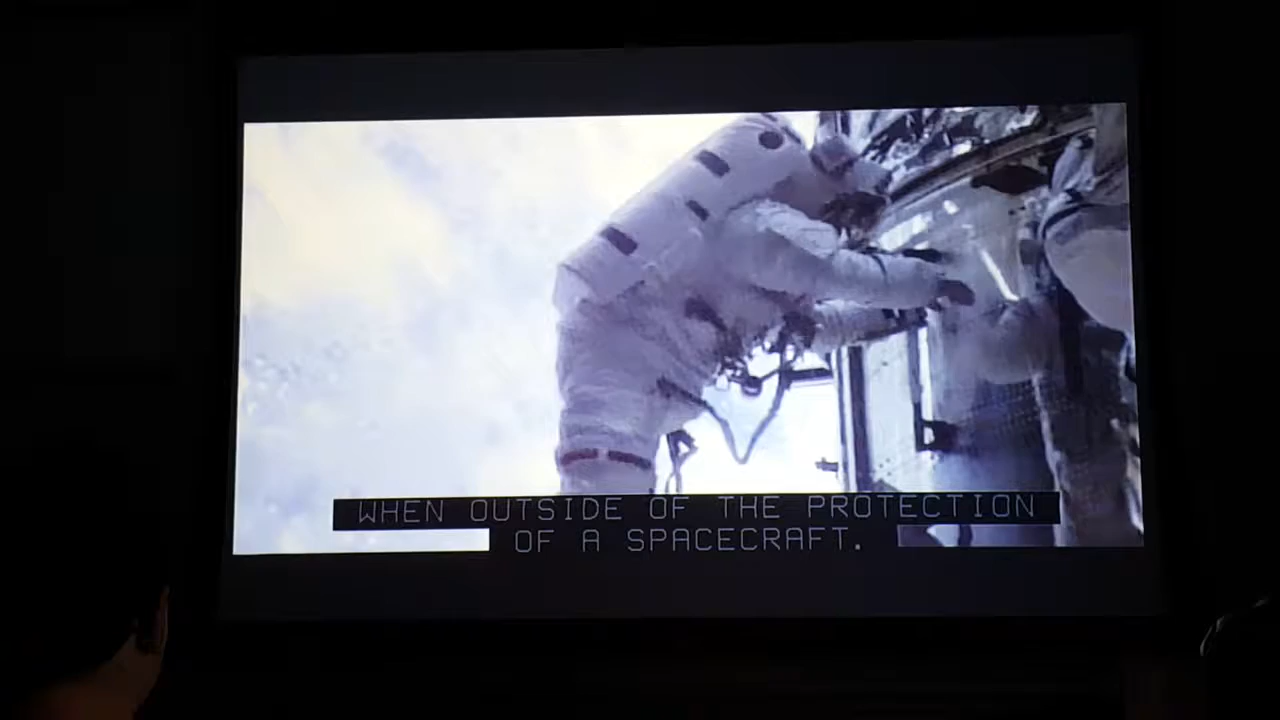 WHEN OUTSIDE OF THE PROTECTION
OF A SPACECRAFT.